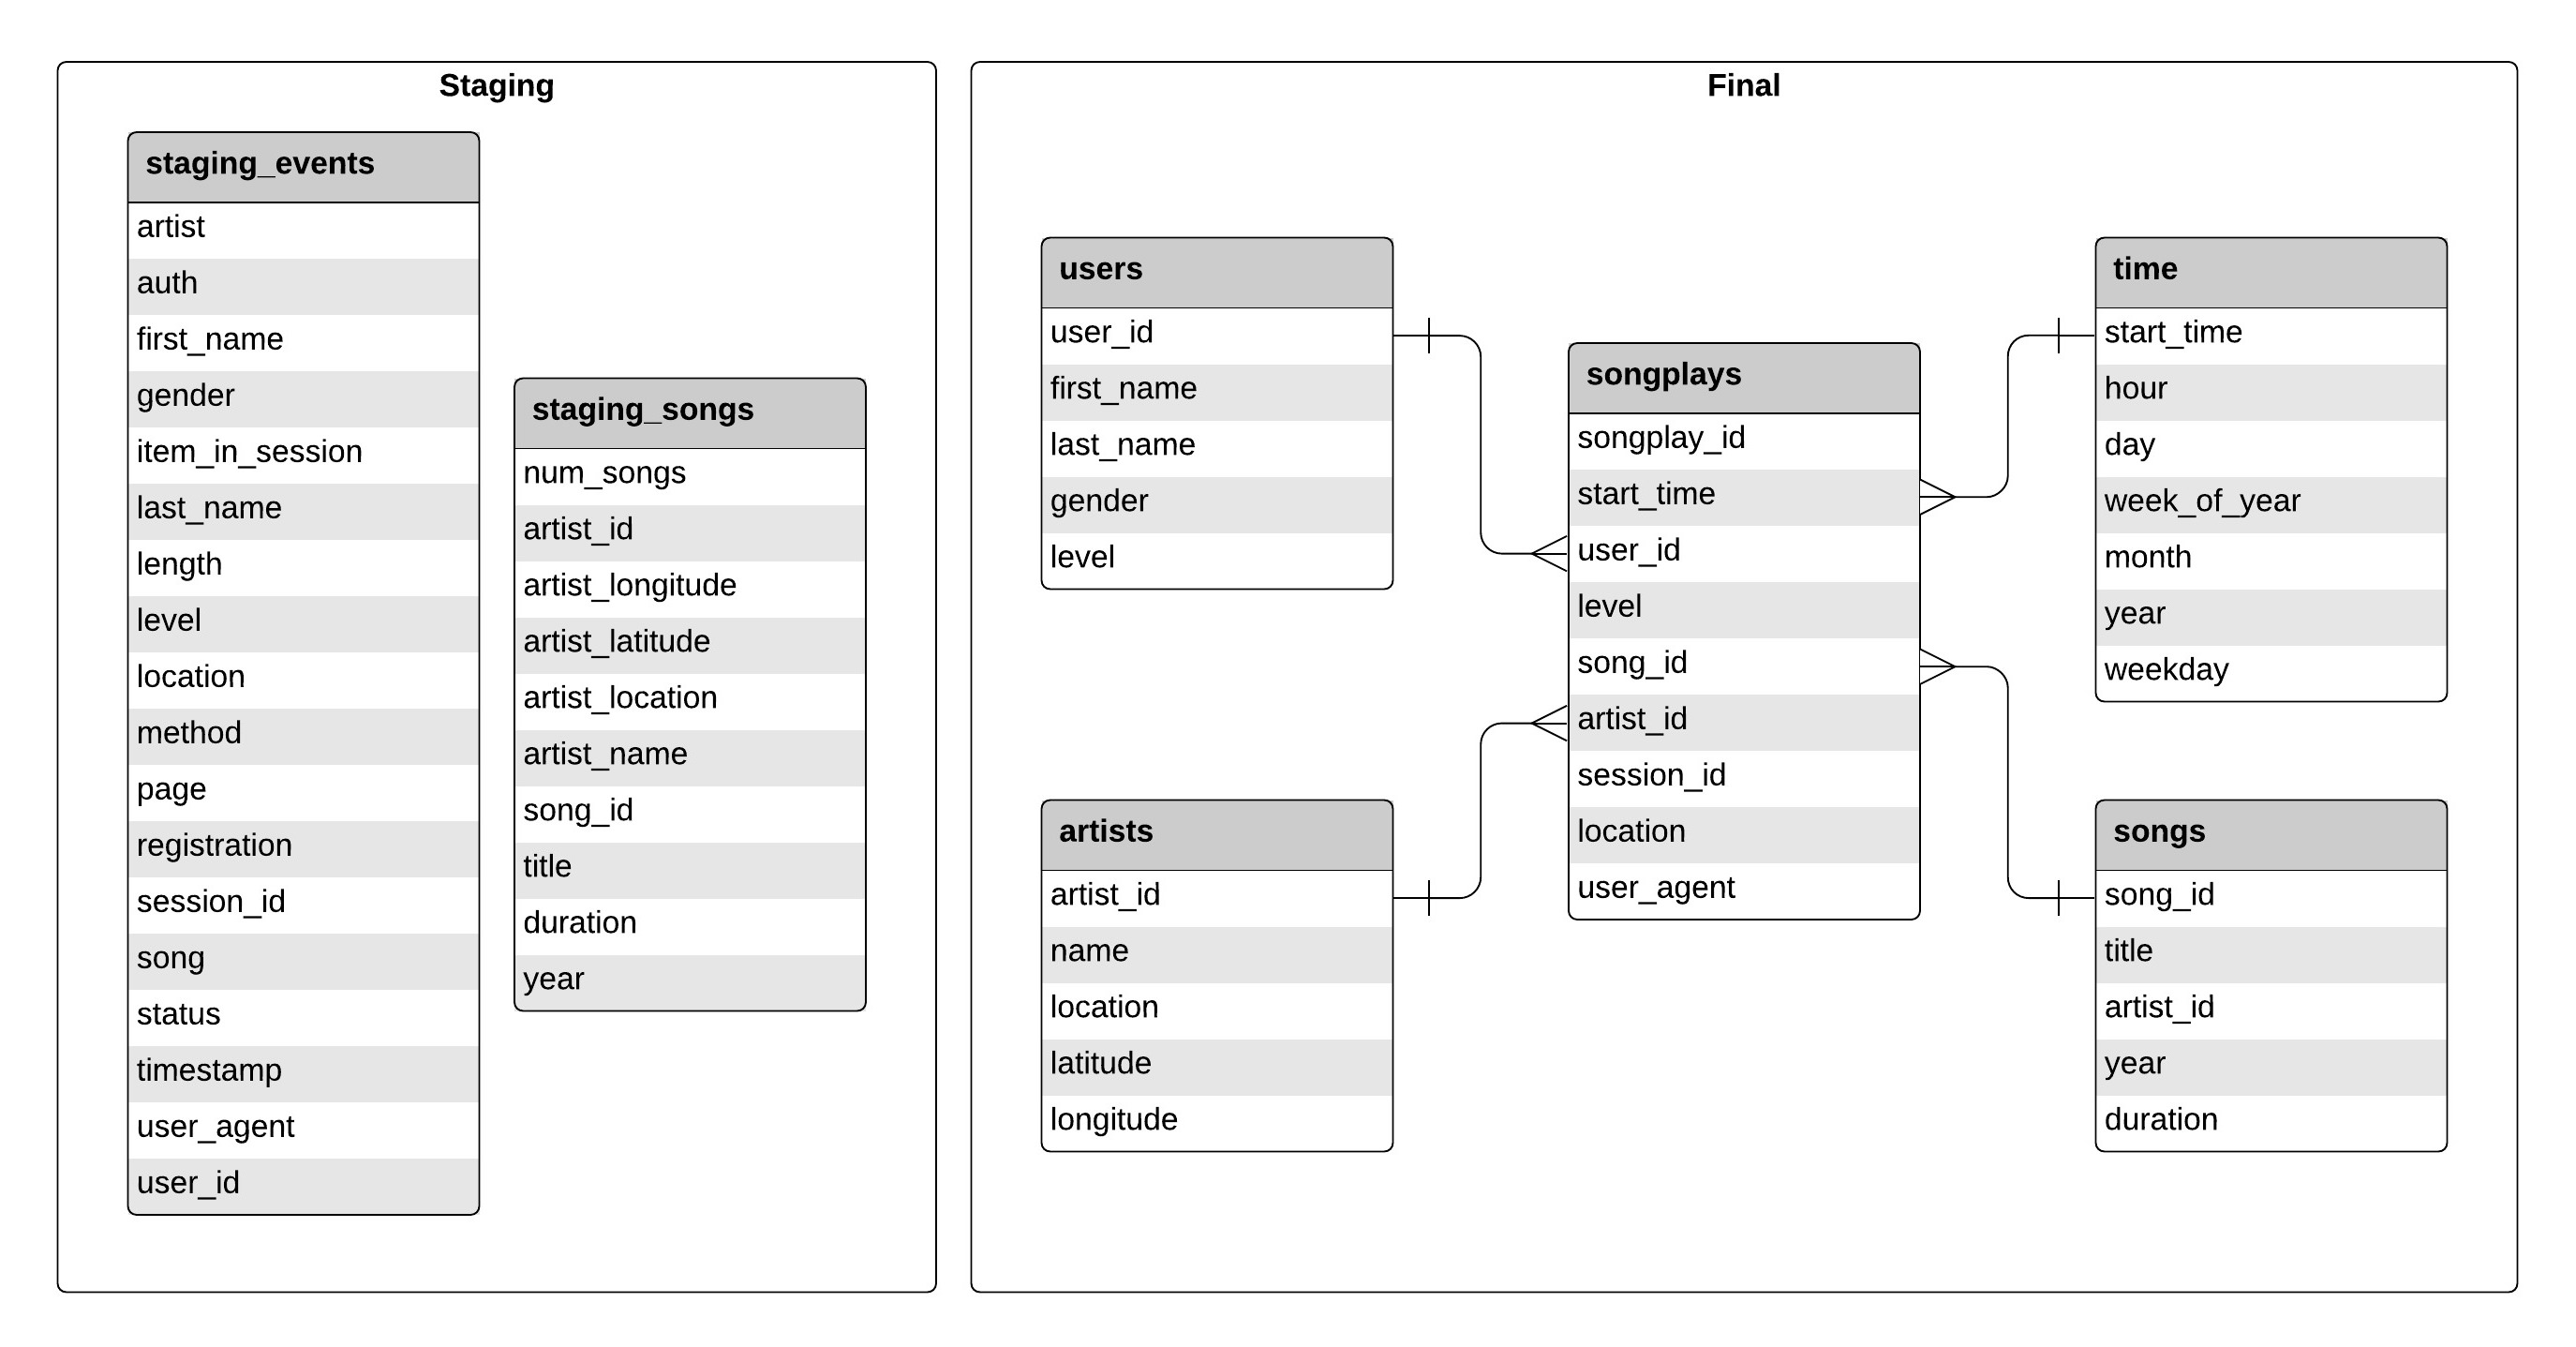 Staging
staging_events
artist
auth
first_name
gender
item_in_session
last_name
length
level
location
method
page
registration
session_id
song
status
timestamp
user_agent
user_id
staging_songs
num_songs
artist_id
artist_longitude
artist_latitude
artist_location
artist_name
song_id
title
duration
year
Final
users
user_id
first_name
last_name
gender
level
artists
artist_id
name
location
latitude
longitude
songplays
songplay_id
start_time
user_id
level
song_id
artist_id
session_id
location
user_agent
time
start_time
hour
day
week_of_year
month
year
weekday
songs
song_id
title
artist_id
year
duration